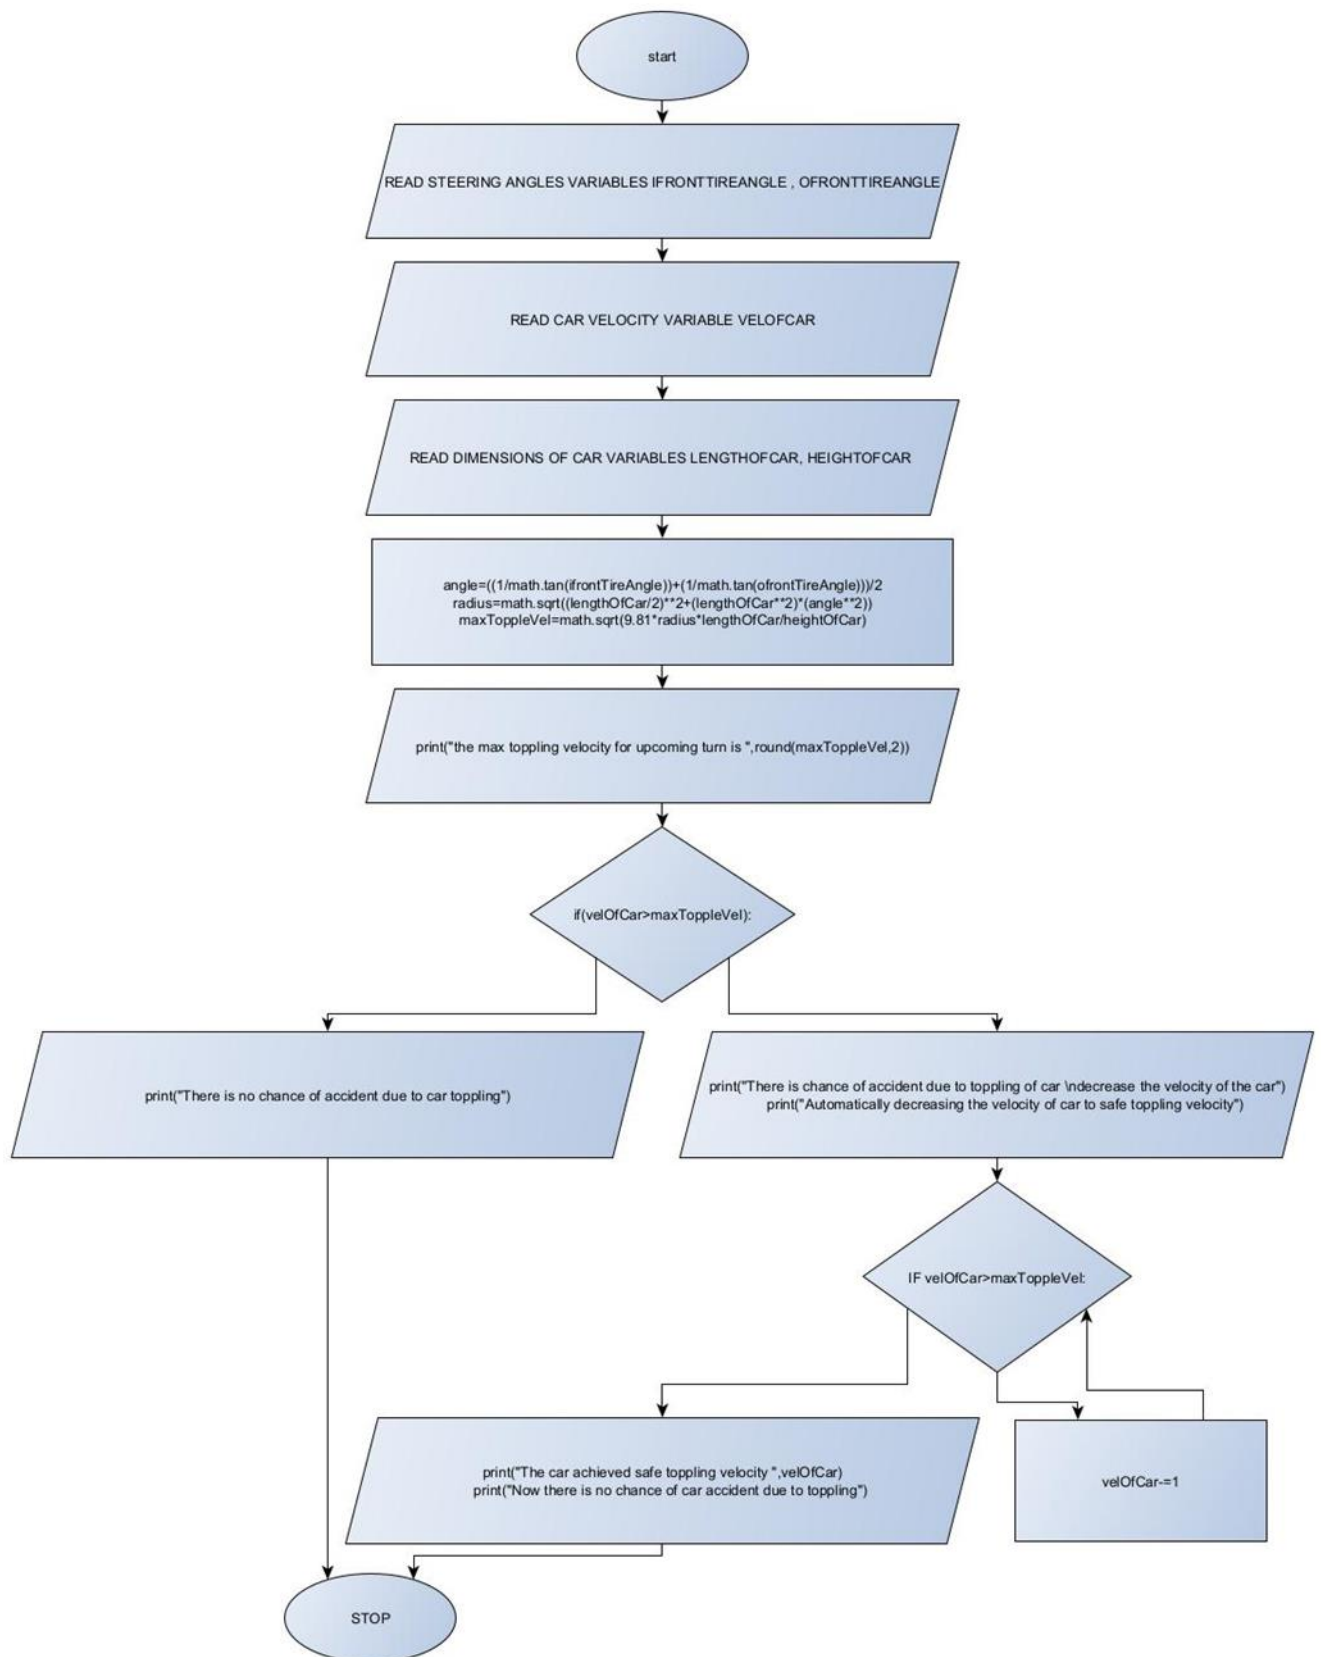 start
READ STEERING ANGLES VARIABLES IFRONTTIREANGLE , OFRONTTIREANGLE
READ CAR VELOCITY VARIABLE VELOFCAR
READ DIMENSIONS OF CAR VARIABLES LENGTHOFCAR, HEIGHTOFCAR
angle=((1/math.tan(ifrontTireAngle))+(1/math.tan(ofrontTireAngle)))/2
radius=math.sqrt((lengthOfCar/2)**2+(lengthOfCar**2)*(angle**2))
maxToppleVel=math.sqrt(9.81*radius*lengthOfCar/heightOfCar)
print("the max toppling velocity for upcoming turn is ",round(maxToppleVel,2))
if(velOfCar>maxToppleVel):
print("There is no chance of accident due to car toppling")
print("There is chance of accident due to toppling of car \ndecrease the velocity of the car")
print("Automatically decreasing the velocity of car to safe toppling velocity")
IF velOfCar>maxToppleVel:
print("The car achieved safe toppling velocity ",velOfCar)
print("Now there is no chance of car accident due to toppling")
velOfCar-=1
STOP